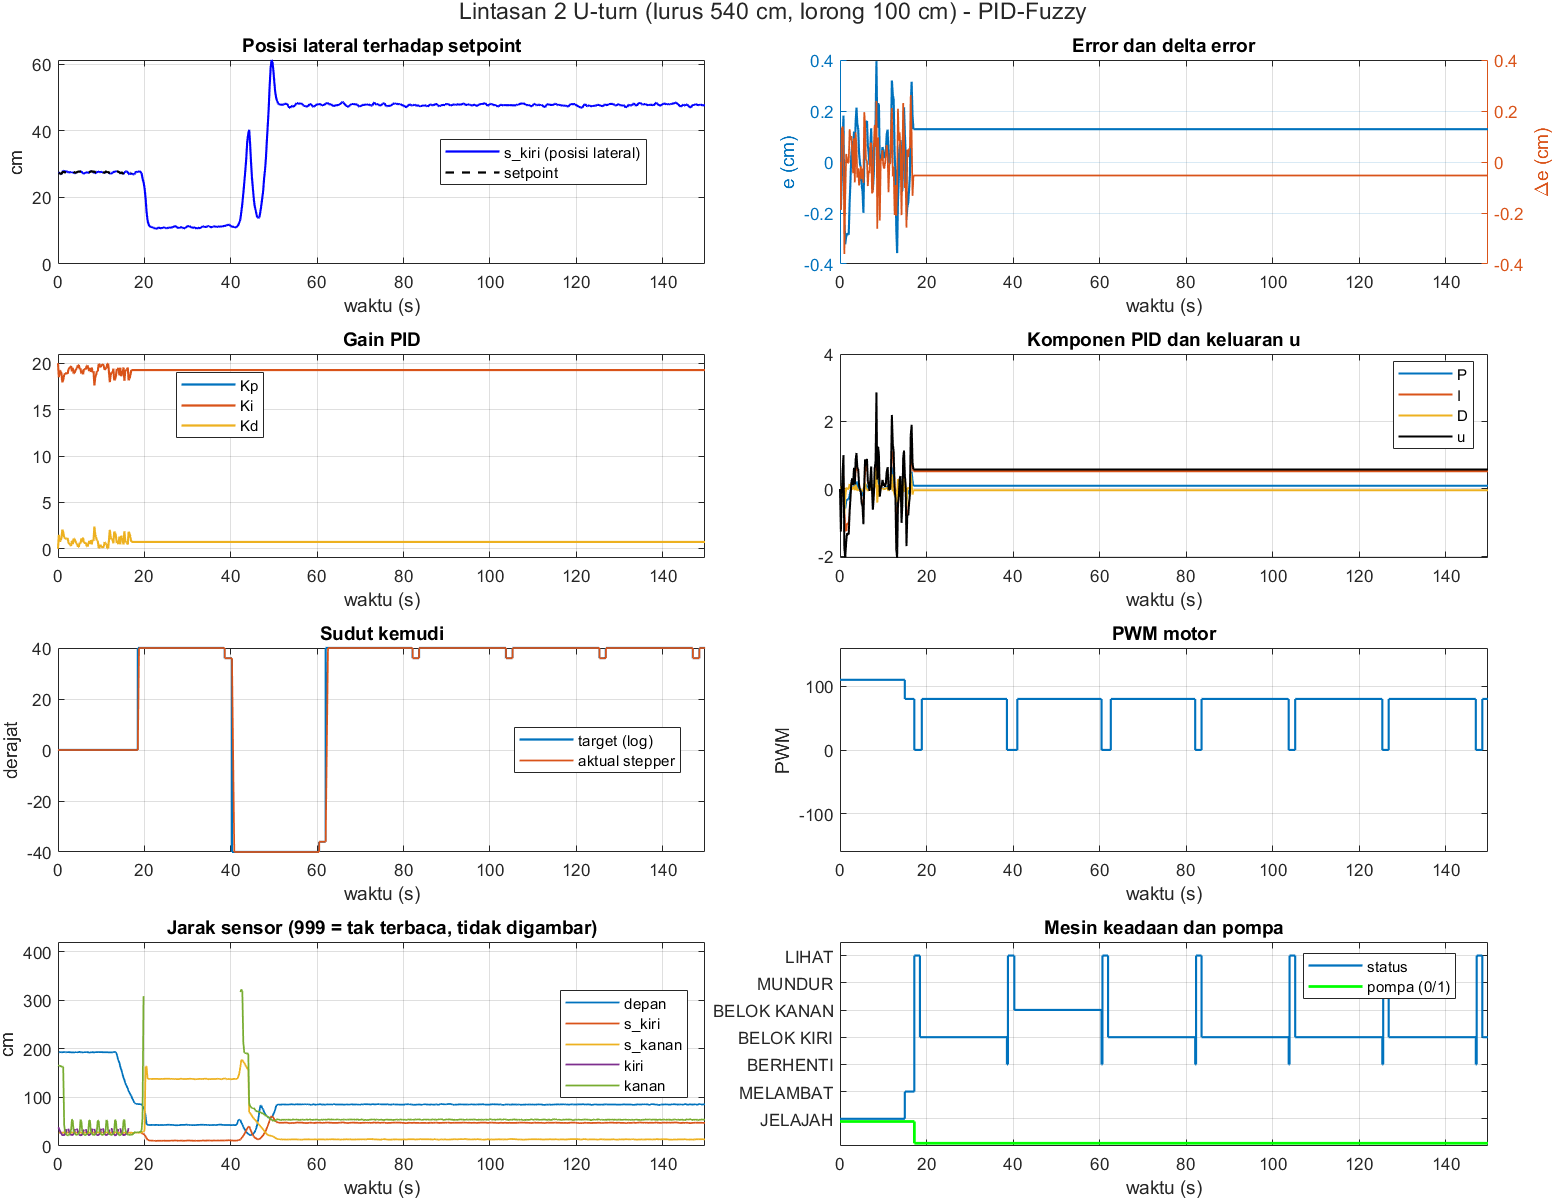 Lintasan 2 U-turn (lurus 540 cm, lorong 100 cm) - PID-Fuzzy
Posisi lateral terhadap setpoint
60
40
20
0
cm
s_kiri (posisi lateral)
setpoint
0 20 40 60 80 100 120 140
waktu (s)
Error dan delta error
0.4
0.2
0
-0.2
-0.4
e (cm)
0.4
0.2
0
-0.2
-0.4
Δe (cm)
0 20 40 60 80 100 120 140
waktu (s)
Gain PID
20
15
10
5
0
Kp
Ki
Kd
0 20 40 60 80 100 120 140
waktu (s)
Komponen PID dan keluaran u
4
2
0
-2
P
I
D
u
0 20 40 60 80 100 120 140
waktu (s)
Sudut kemudi
40
20
0
-20
-40
derajat
target (log)
aktual stepper
0 20 40 60 80 100 120 140
waktu (s)
PWM motor
100
0
-100
PWM
0 20 40 60 80 100 120 140
waktu (s)
Jarak sensor (999 = tak terbaca, tidak digambar)
400
300
200
100
0
cm
depan
s_kiri
s_kanan
kiri
kanan
0 20 40 60 80 100 120 140
waktu (s)
Mesin keadaan dan pompa
LIHAT
MUNDUR
BELOK KANAN
BELOK KIRI
BERHENTI
MELAMBAT
JELAJAH
status
pompa (0/1)
0 20 40 60 80 100 120 140
waktu (s)